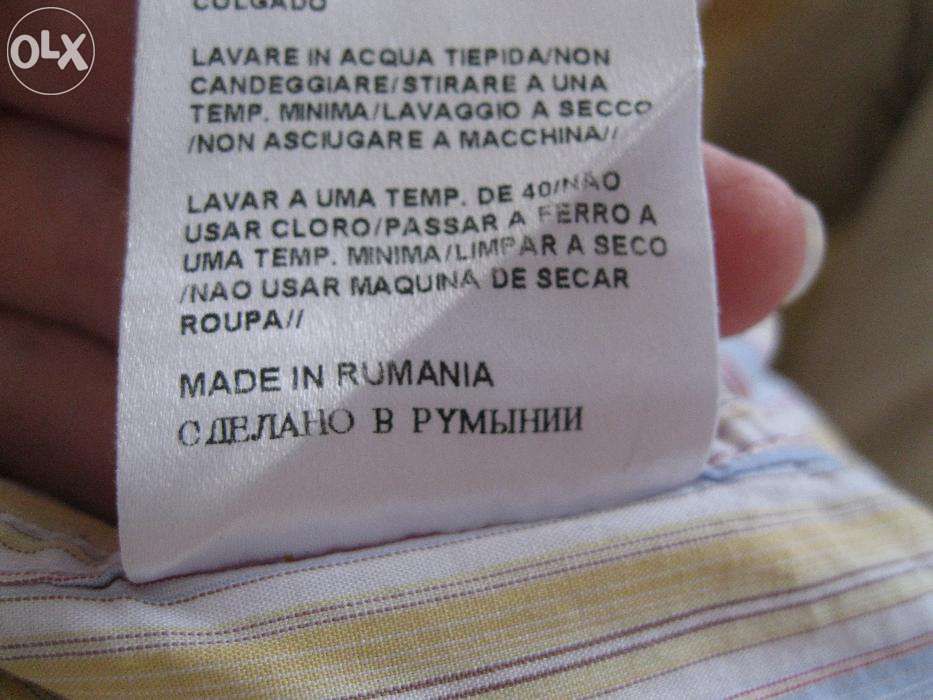 OLX
COLGADO
LAVARE IN ACQUA TIEPIDA/NON
CANDEGGIARE/STIRARE A UNA
TEMP. MINIMA/LAVAGGIO A SECCO
/NON ASCIUGARE A MACCHINA//
LAVAR A UMA TEMP. DE 40/NAO
USAR CLORO/PASSAR A FERRO A
UMA TEMP. MINIMA/LIMPAR A SECO
/NAO USAR MAQUINA DE SECAR
ROUPA//
MADE IN RUMANIA
СДЕЛАНО В РУМЫНИИ